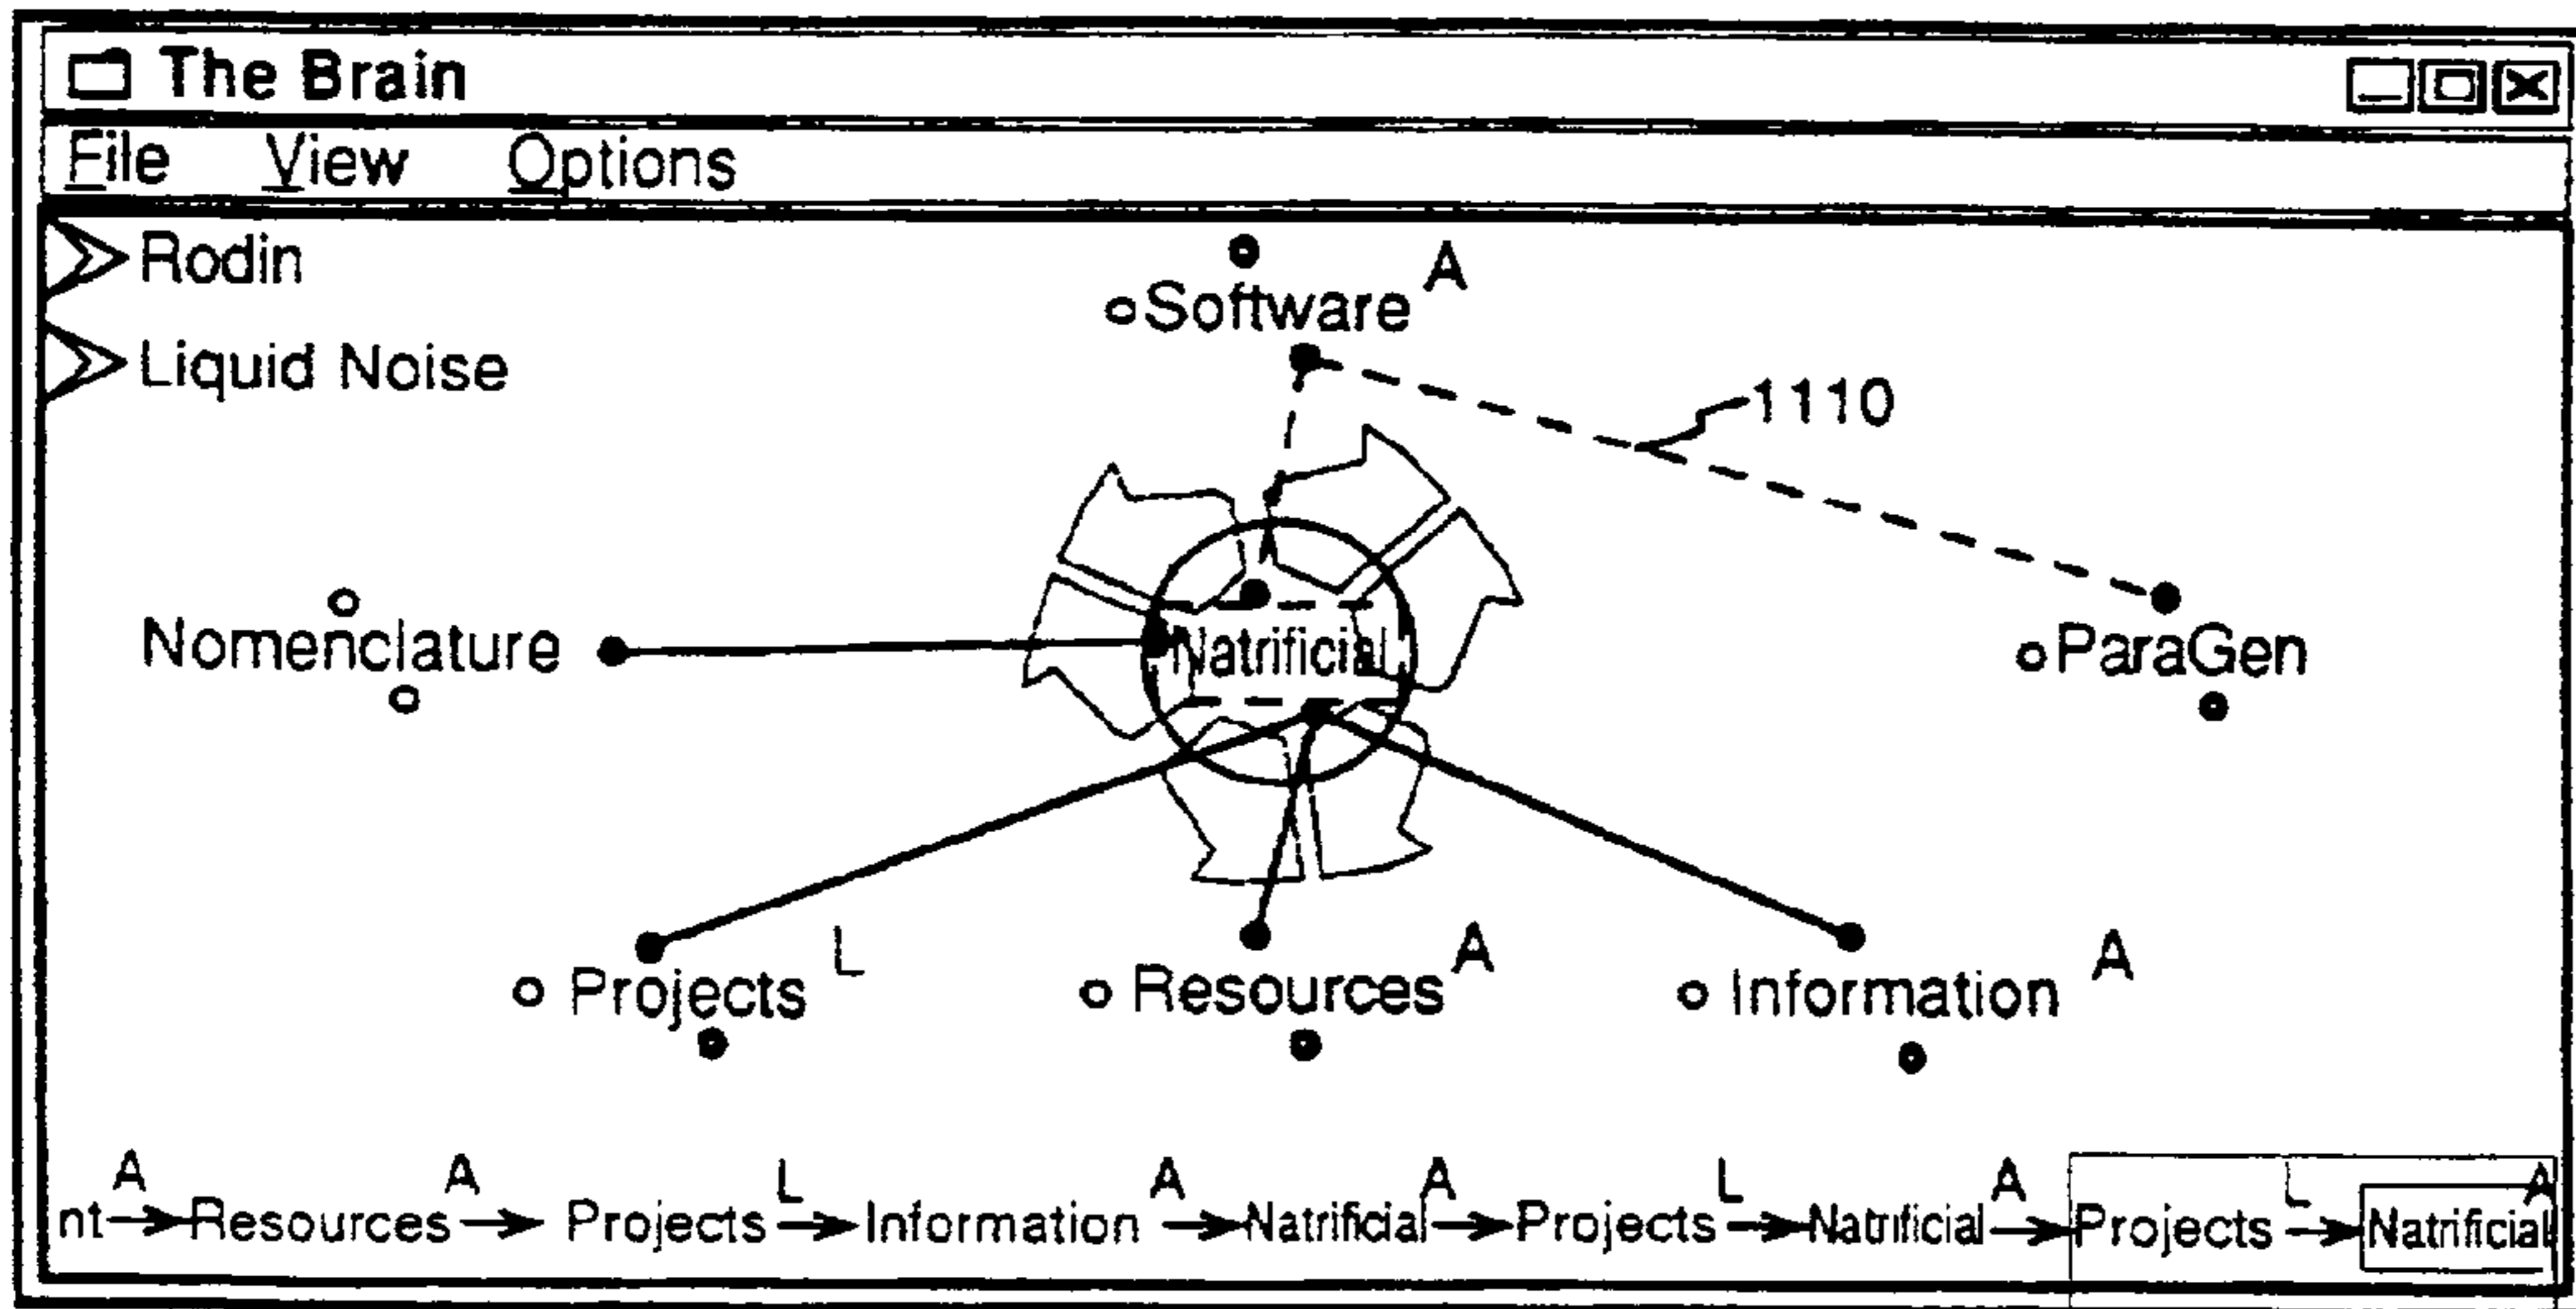 The Brain
File View Options
Rodin
Software A
Liquid Noise
1110
Nomenclature
Natrificial
ParaGen
Projects L
Resources A
Information A
A A L A A L A L A
nt Resources Projects Information Natrificial Projects Natrificial Projects Natrificial